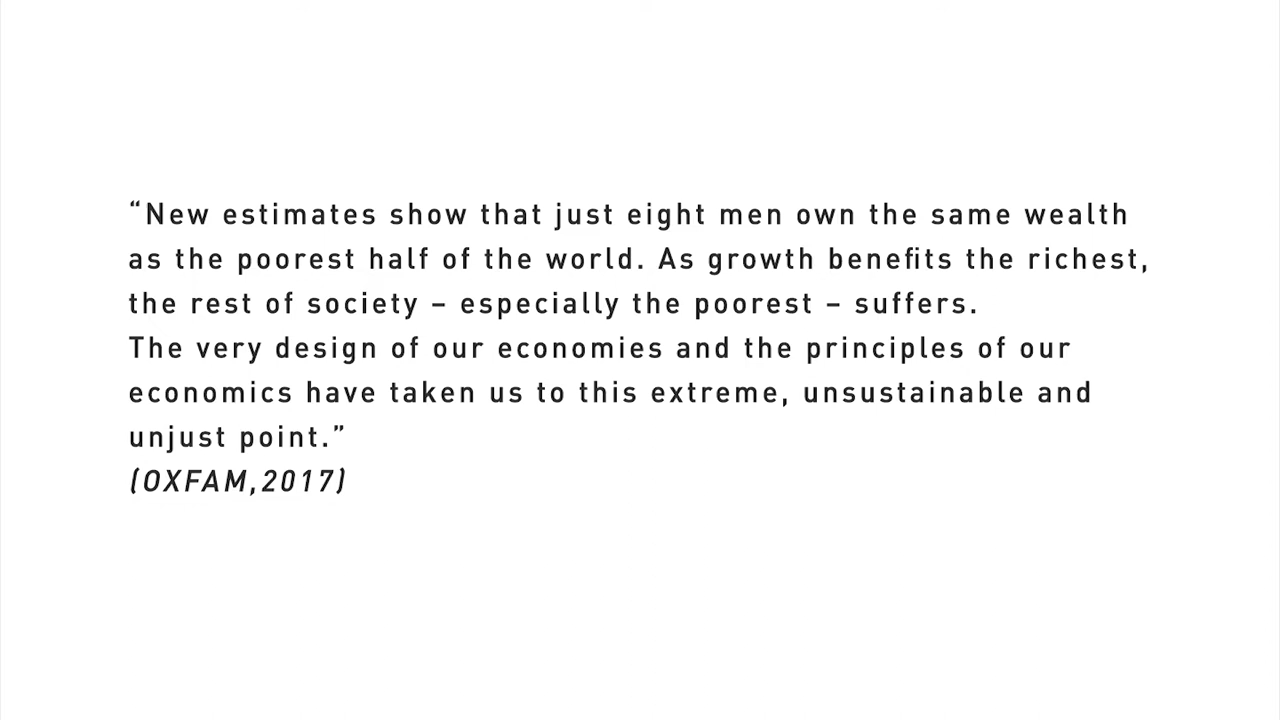 “New estimates show that just eight men own the same wealth
as the poorest half of the world. As growth benefits the richest,
the rest of society – especially the poorest – suffers.
The very design of our economies and the principles of our
economics have taken us to this extreme, unsustainable and
unjust point.”
(OXFAM,2017)